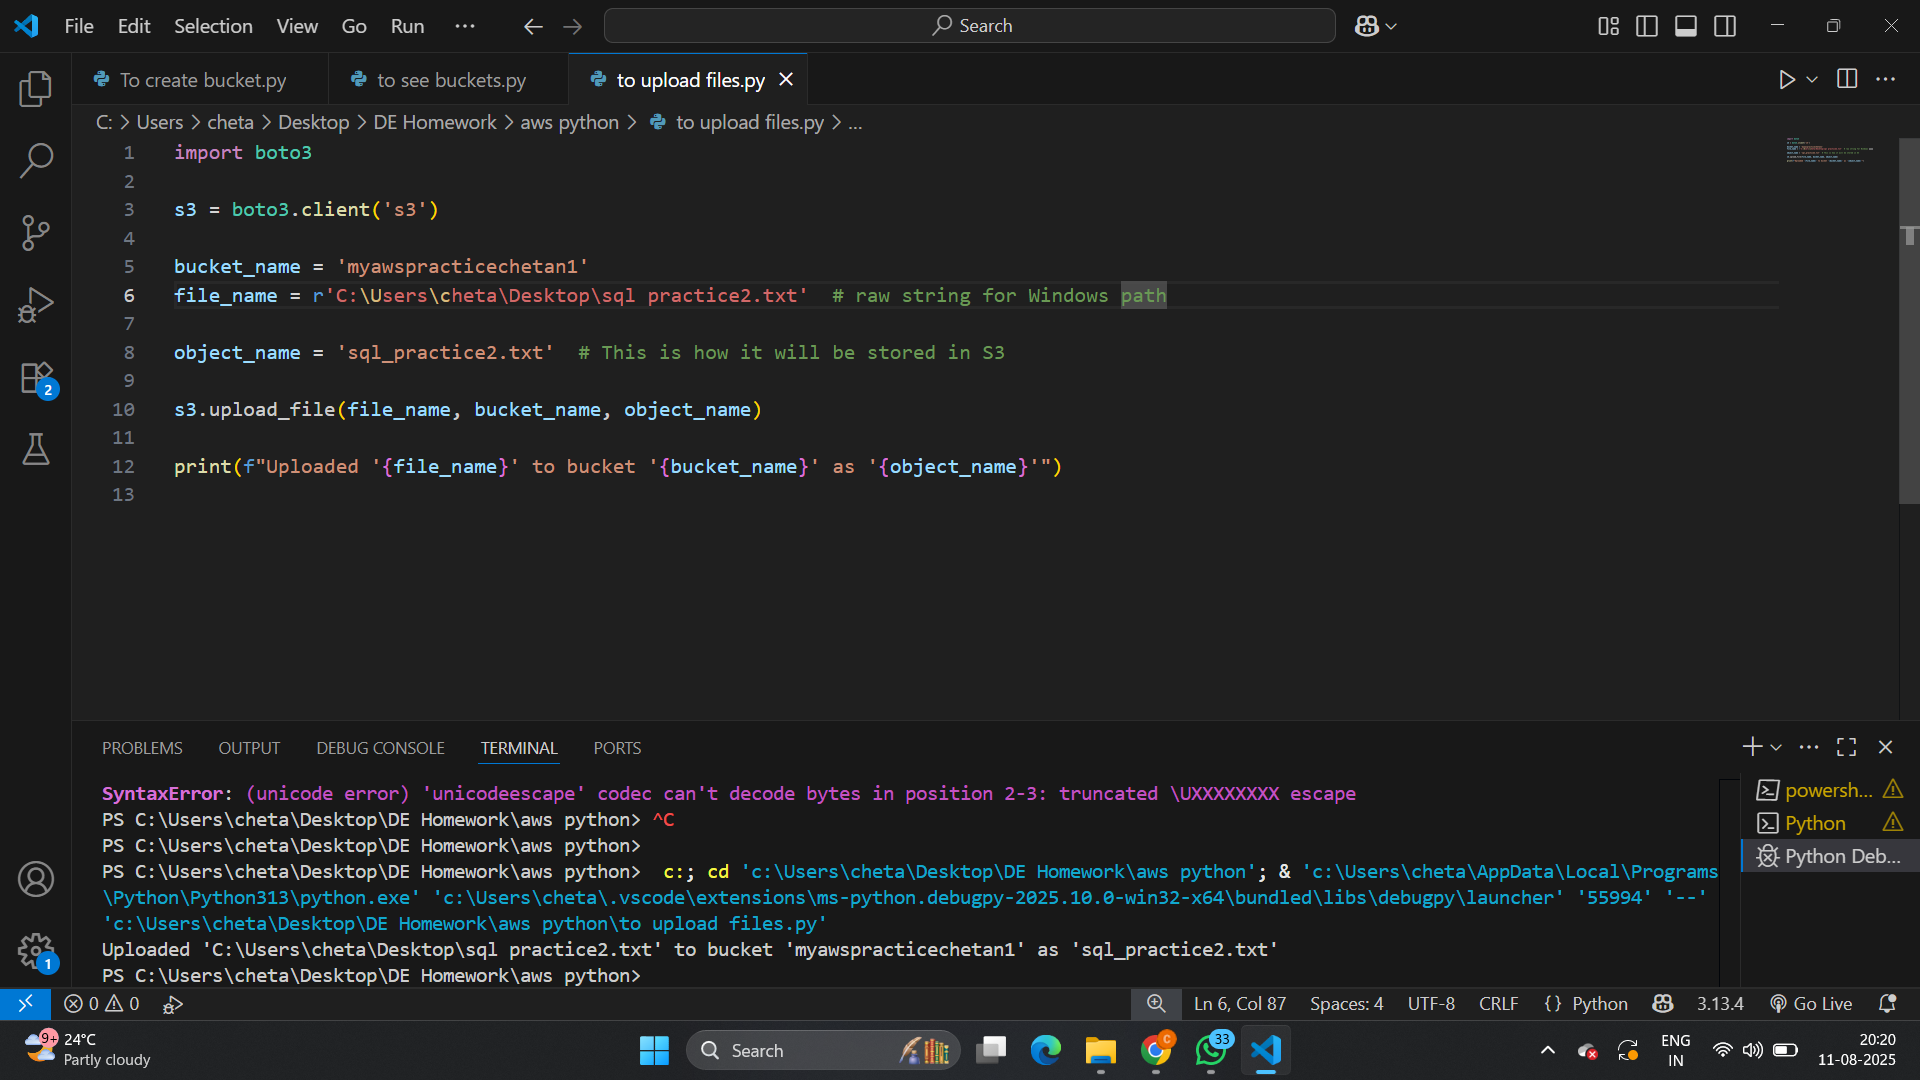 File Edit Selection View Go Run ··· Search
To create bucket.py to see buckets.py to upload files.py
C: > Users > cheta > Desktop > DE Homework > aws python > to upload files.py > ...
1 import boto3
2
3 s3 = boto3.client('s3')
4
5 bucket_name = 'myawspracticechetan1'
6 file_name = r'C:\Users\cheta\Desktop\sql practice2.txt'  # raw string for Windows path
7
8 object_name = 'sql_practice2.txt'  # This is how it will be stored in S3
9
10 s3.upload_file(file_name, bucket_name, object_name)
11
12 print(f"Uploaded '{file_name}' to bucket '{bucket_name}' as '{object_name}'")
13
2
1
PROBLEMS OUTPUT DEBUG CONSOLE TERMINAL PORTS
SyntaxError: (unicode error) 'unicodeescape' codec can't decode bytes in position 2-3: truncated \UXXXXXXXX escape
PS C:\Users\cheta\Desktop\DE Homework\aws python> ^C
PS C:\Users\cheta\Desktop\DE Homework\aws python>
PS C:\Users\cheta\Desktop\DE Homework\aws python>  c:; cd 'c:\Users\cheta\Desktop\DE Homework\aws python'; & 'c:\Users\cheta\AppData\Local\Programs
\Python\Python313\python.exe' 'c:\Users\cheta\.vscode\extensions\ms-python.debugpy-2025.10.0-win32-x64\bundled\libs\debugpy\launcher' '55994' '--'
'c:\Users\cheta\Desktop\DE Homework\aws python\to upload files.py'
Uploaded 'C:\Users\cheta\Desktop\sql practice2.txt' to bucket 'myawspracticechetan1' as 'sql_practice2.txt'
PS C:\Users\cheta\Desktop\DE Homework\aws python>
powersh...
Python
Python Deb...
0 0 Ln 6, Col 87 Spaces: 4 UTF-8 CRLF {} Python 3.13.4 Go Live
9+ 24°C
Partly cloudy
Search
C
33
ENG
IN
20:20
11-08-2025